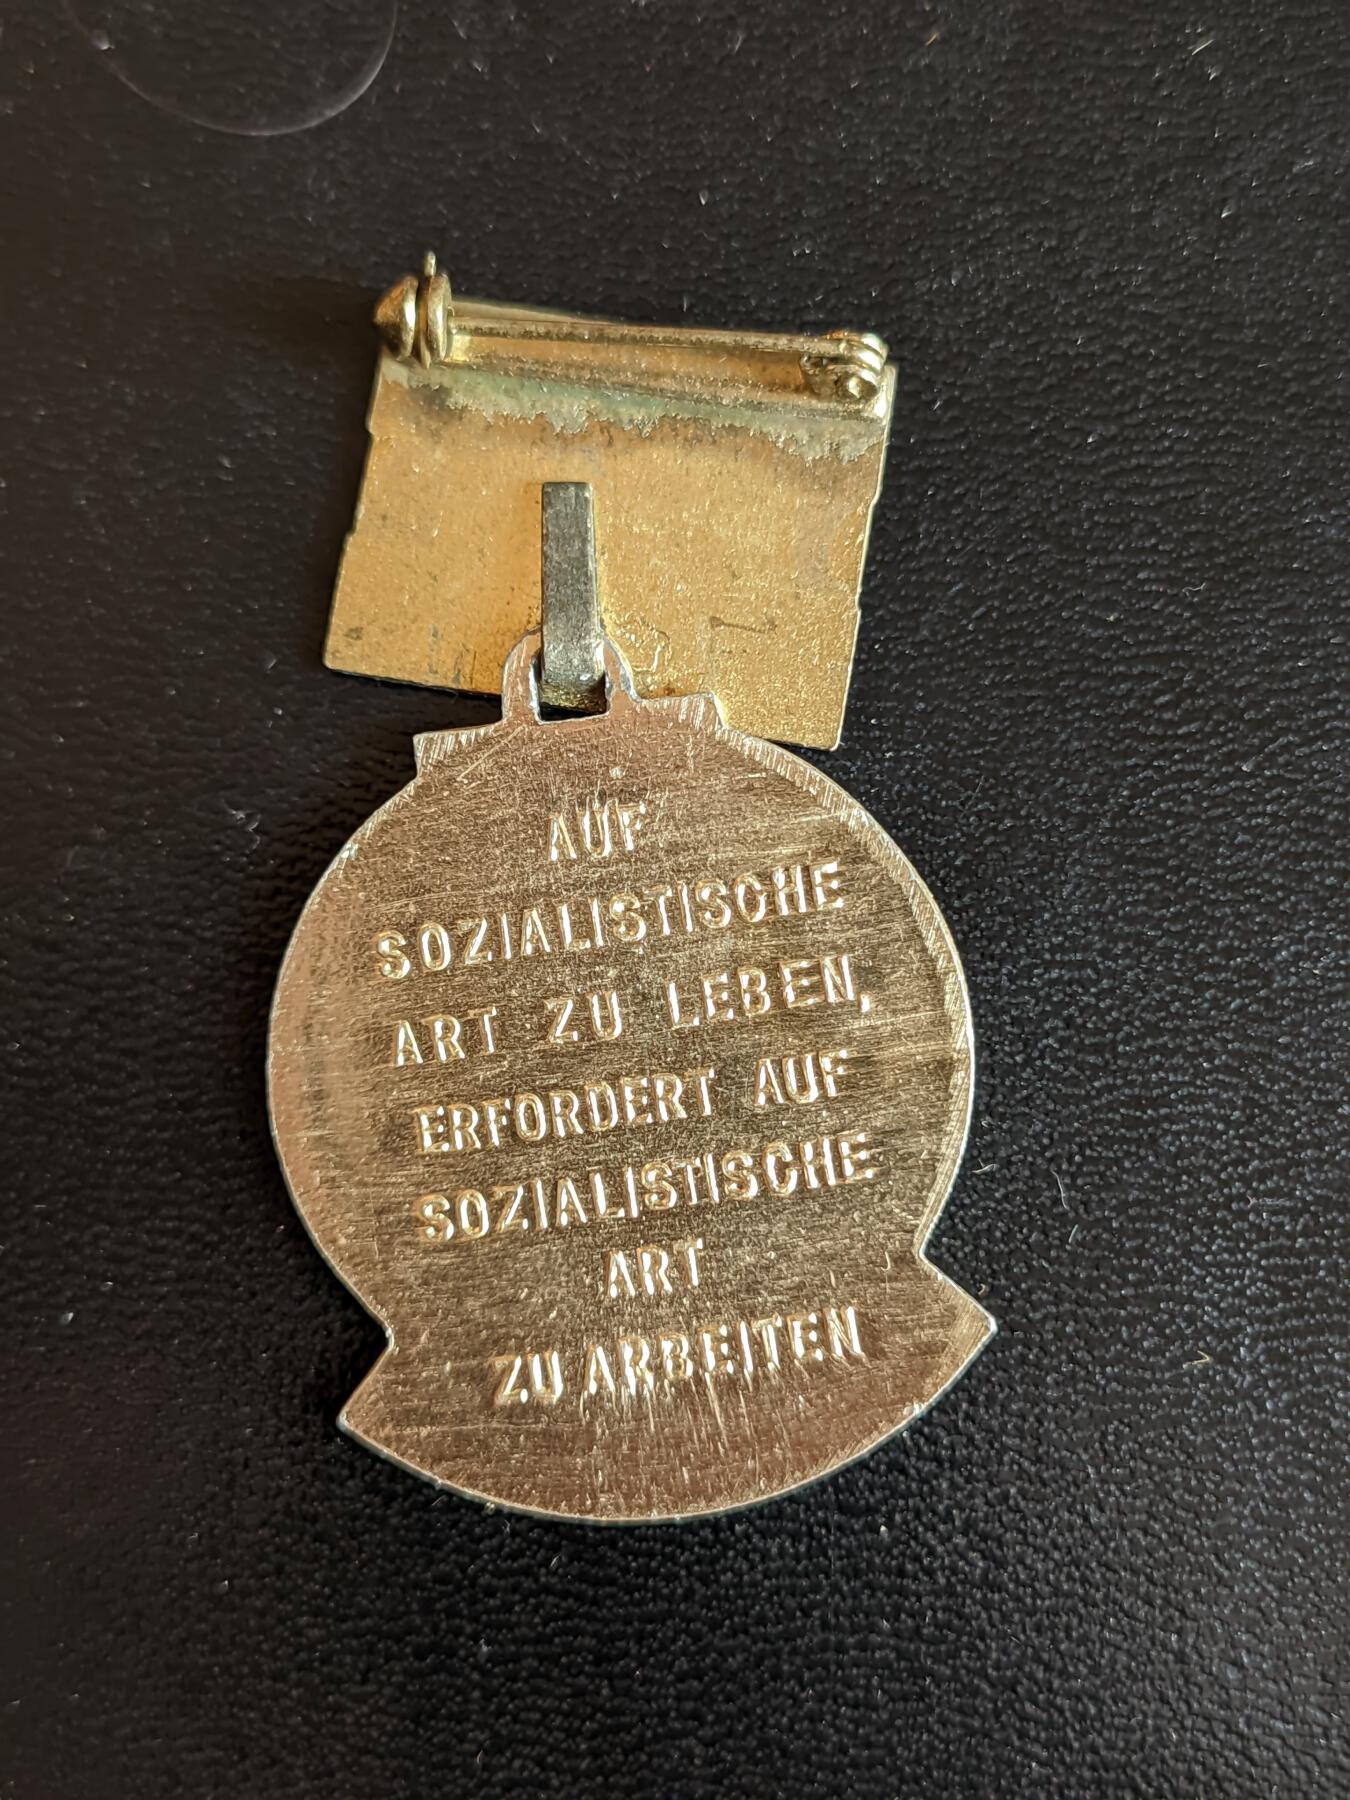 AUF
SOZIALISTISCHE
ART ZU LEBEN,
ERFORDERT AUF
SOZIALISTISCHE
ART
ZU ARBEITEN